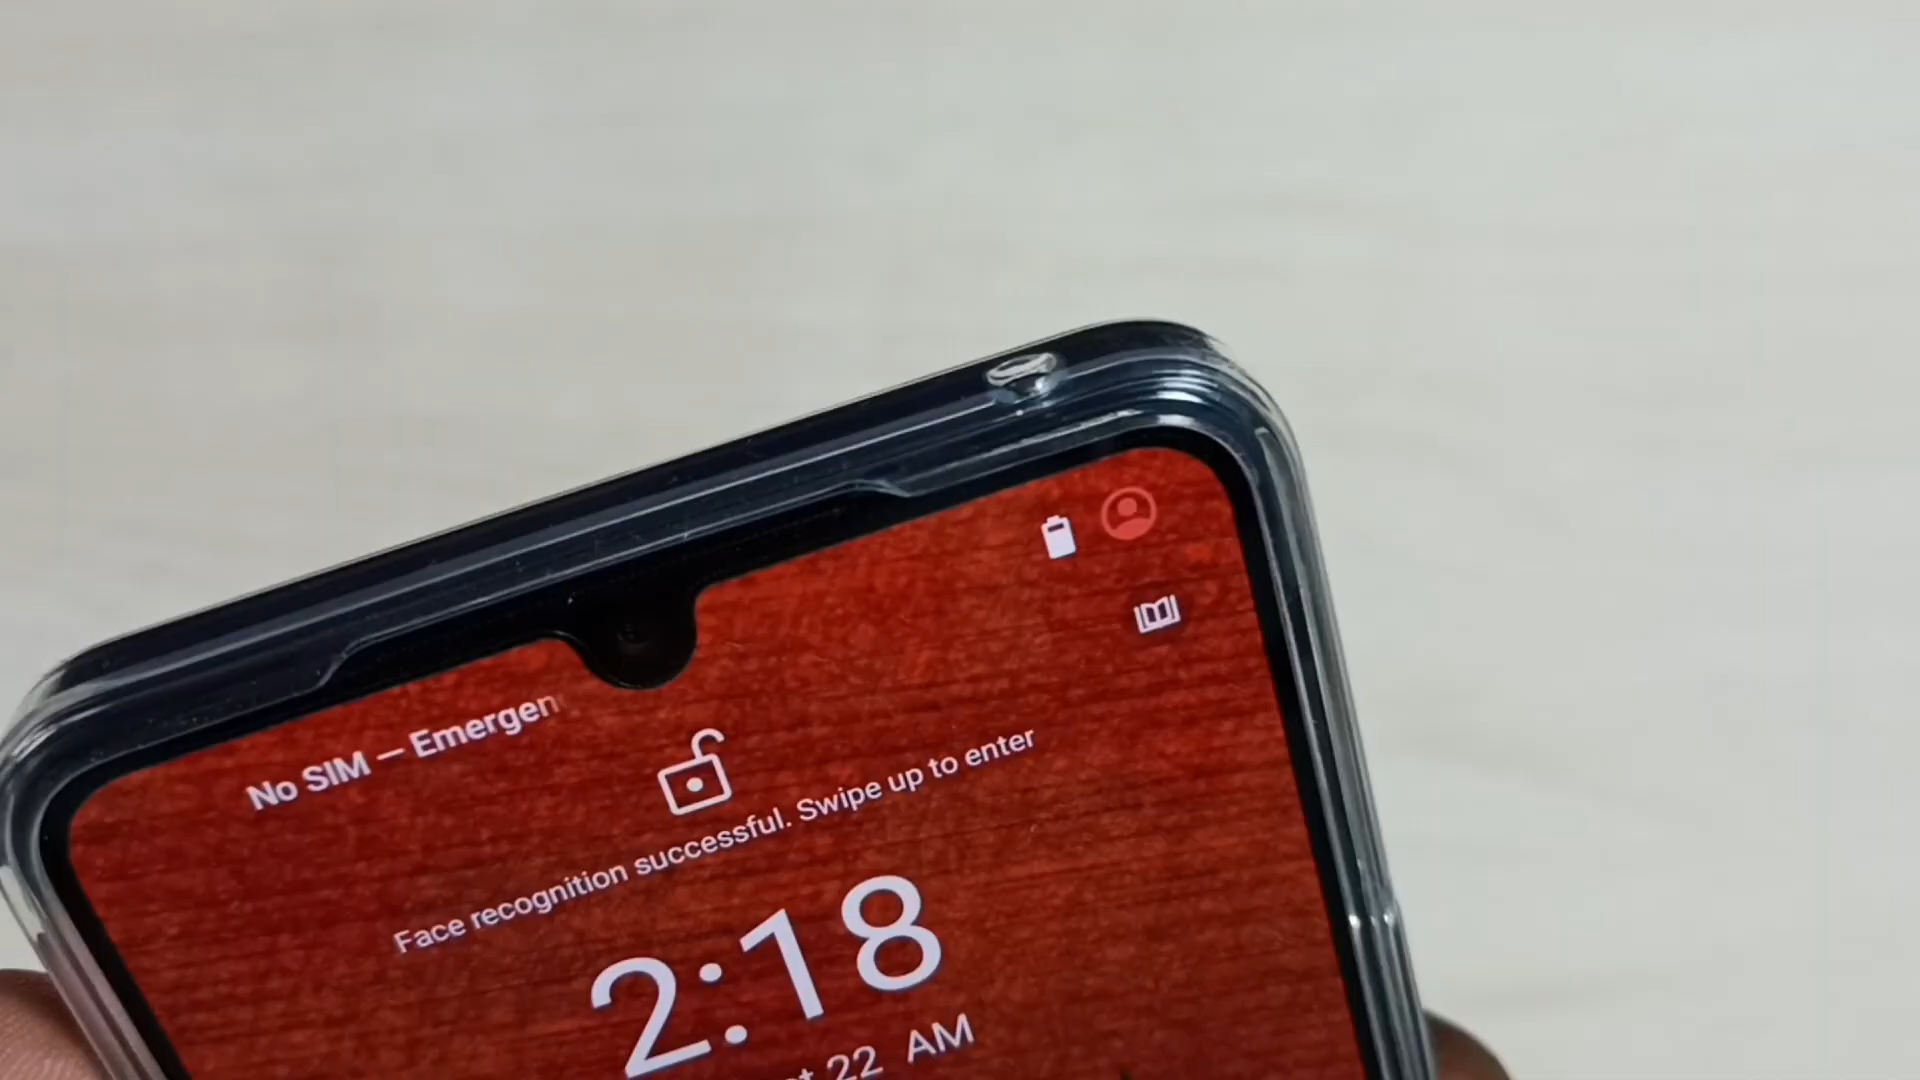 No SIM — Emergen
Face recognition successful. Swipe up to enter
2:18
22 AM